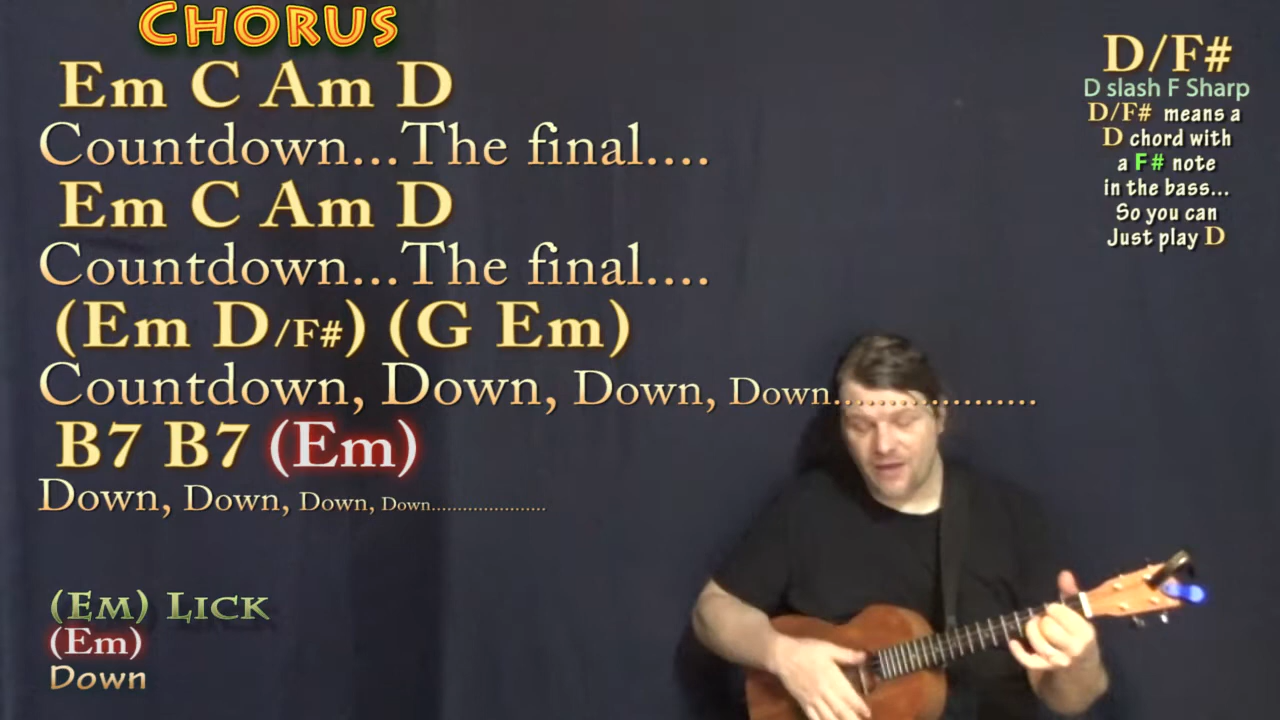 CHORUS
Em C Am D
Countdown...The final....
Em C Am D
Countdown...The final....
(Em D/F#) (G Em)
Countdown, Down, Down, Down...................
B7 B7 (Em)
Down, Down, Down, Down......................
(EM) LICK
(Em)
Down
D/F#
D slash F Sharp
D/F# means a
D chord with
a F# note
in the bass...
So you can
Just play D